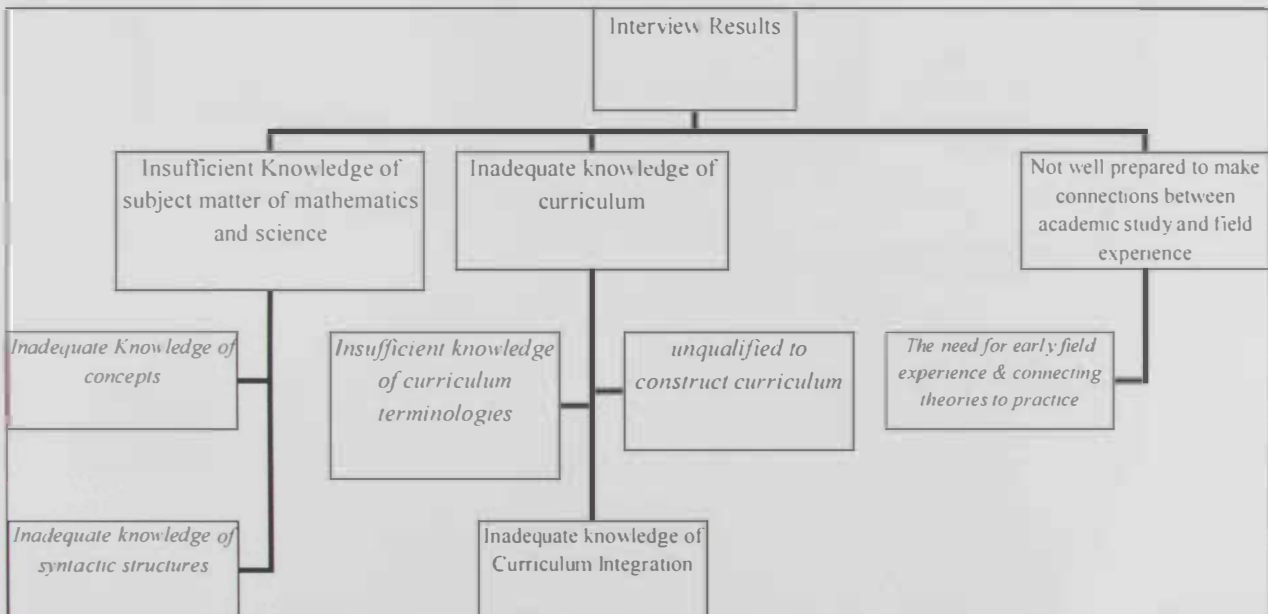 Interview Results
Insufficient Knowledge of
subject matter of mathematics
and science
Inadequate knowledge of
curriculum
Not well prepared to make
connections between
academic study and field
experience
Inadequate Knowledge of
concepts
Insufficient knowledge
of curriculum
terminologies
unqualified to
construct curriculum
The need for early field
experience & connecting
theories to practice
Inadequate knowledge of
syntactic structures
Inadequate knowledge of
Curriculum Integration